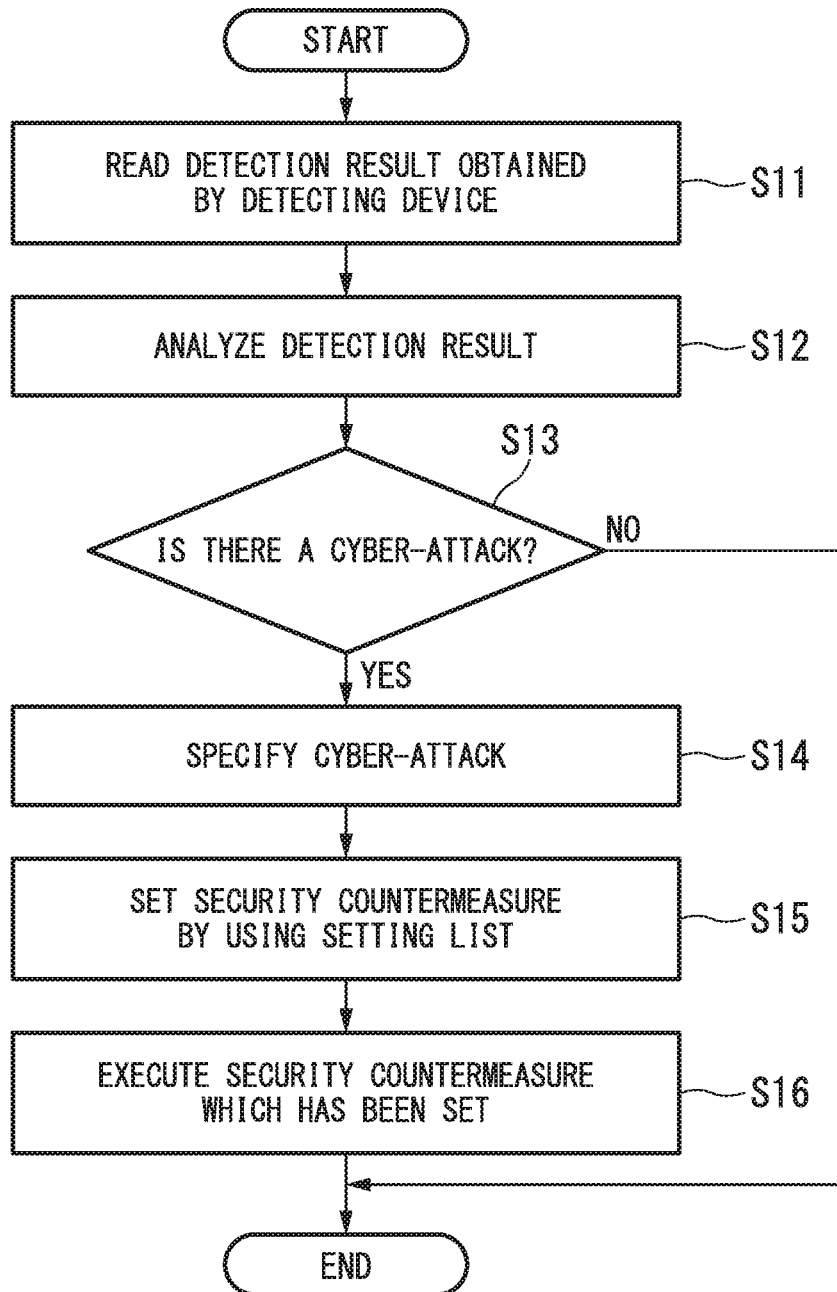 START
READ DETECTION RESULT OBTAINED
BY DETECTING DEVICE
S11
ANALYZE DETECTION RESULT
S12
S13
IS THERE A CYBER-ATTACK?
NO
YES
SPECIFY CYBER-ATTACK
S14
SET SECURITY COUNTERMEASURE
BY USING SETTING LIST
S15
EXECUTE SECURITY COUNTERMEASURE
WHICH HAS BEEN SET
S16
END